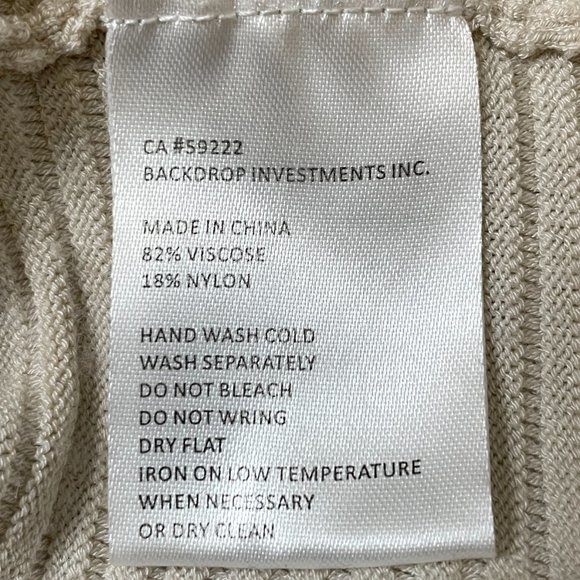 CA #59222
BACKDROP INVESTMENTS INC.
MADE IN CHINA
82% VISCOSE
18% NYLON
HAND WASH COLD
WASH SEPARATELY
DO NOT BLEACH
DO NOT WRING
DRY FLAT
IRON ON LOW TEMPERATURE
WHEN NECESSARY
OR DRY CLEAN